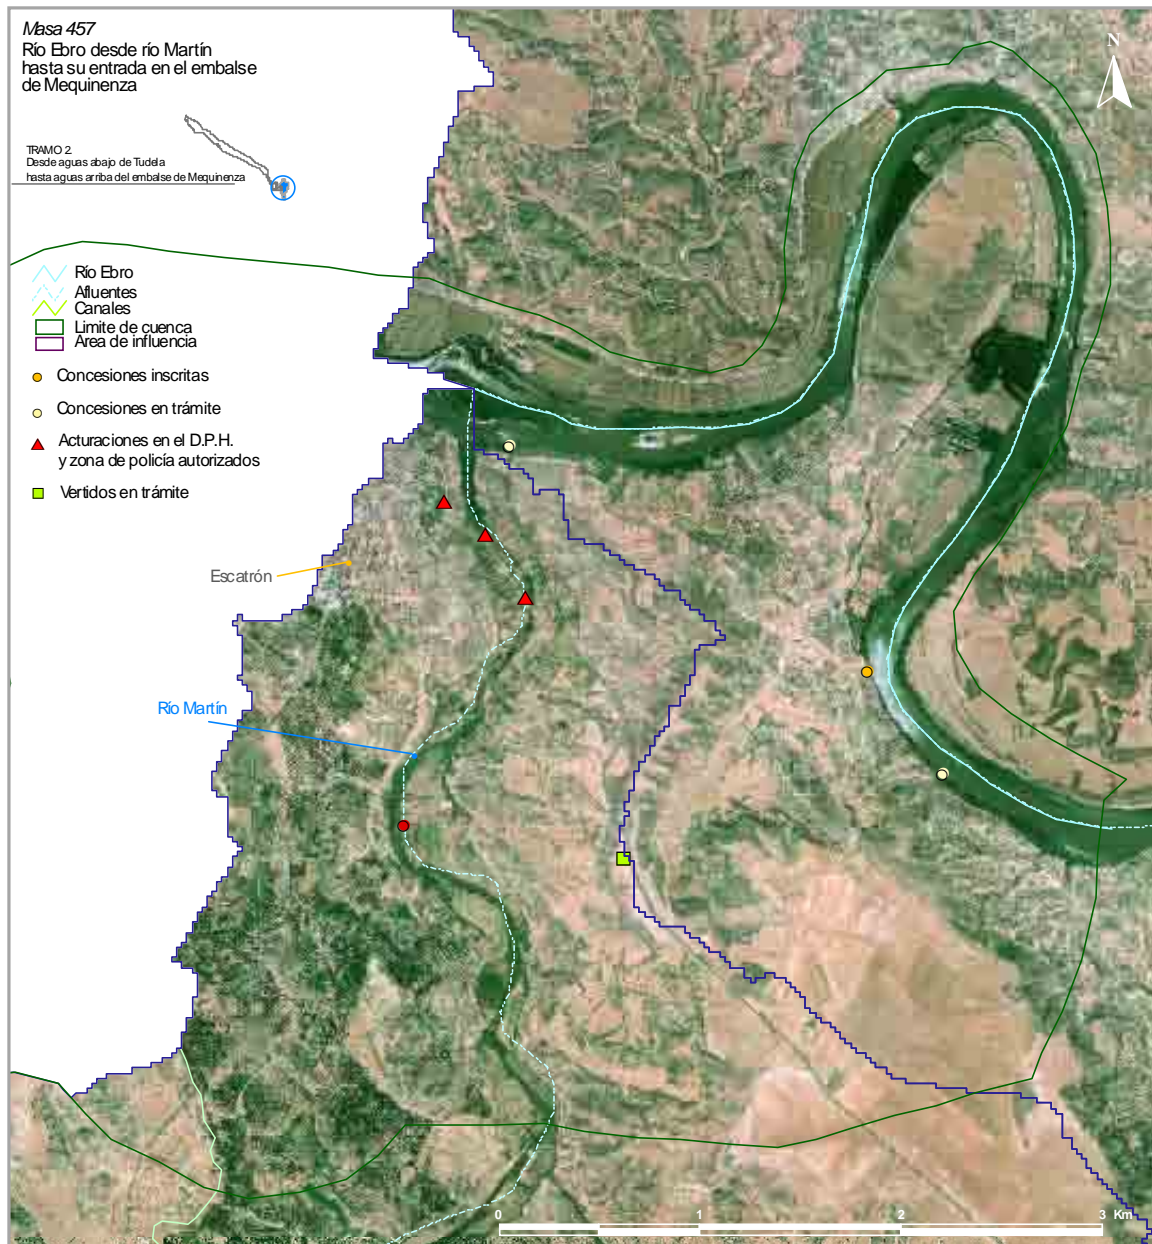 Masa 457
Río Ebro desde río Martín
hasta su entrada en el embalse
de Mequinenza
TRAMO 2.
Desde aguas abajo de Tudela
hasta aguas arriba del embalse de Mequinenza
N
Río Ebro
Afluentes
Canales
Limite de cuenca
Area de influencia
Concesiones inscritas
Concesiones en trámite
Acturaciones en el D.P.H.
y zona de policía autorizados
Vertidos en trámite
Escatrón
Río Martín
0 1 2 3 Km